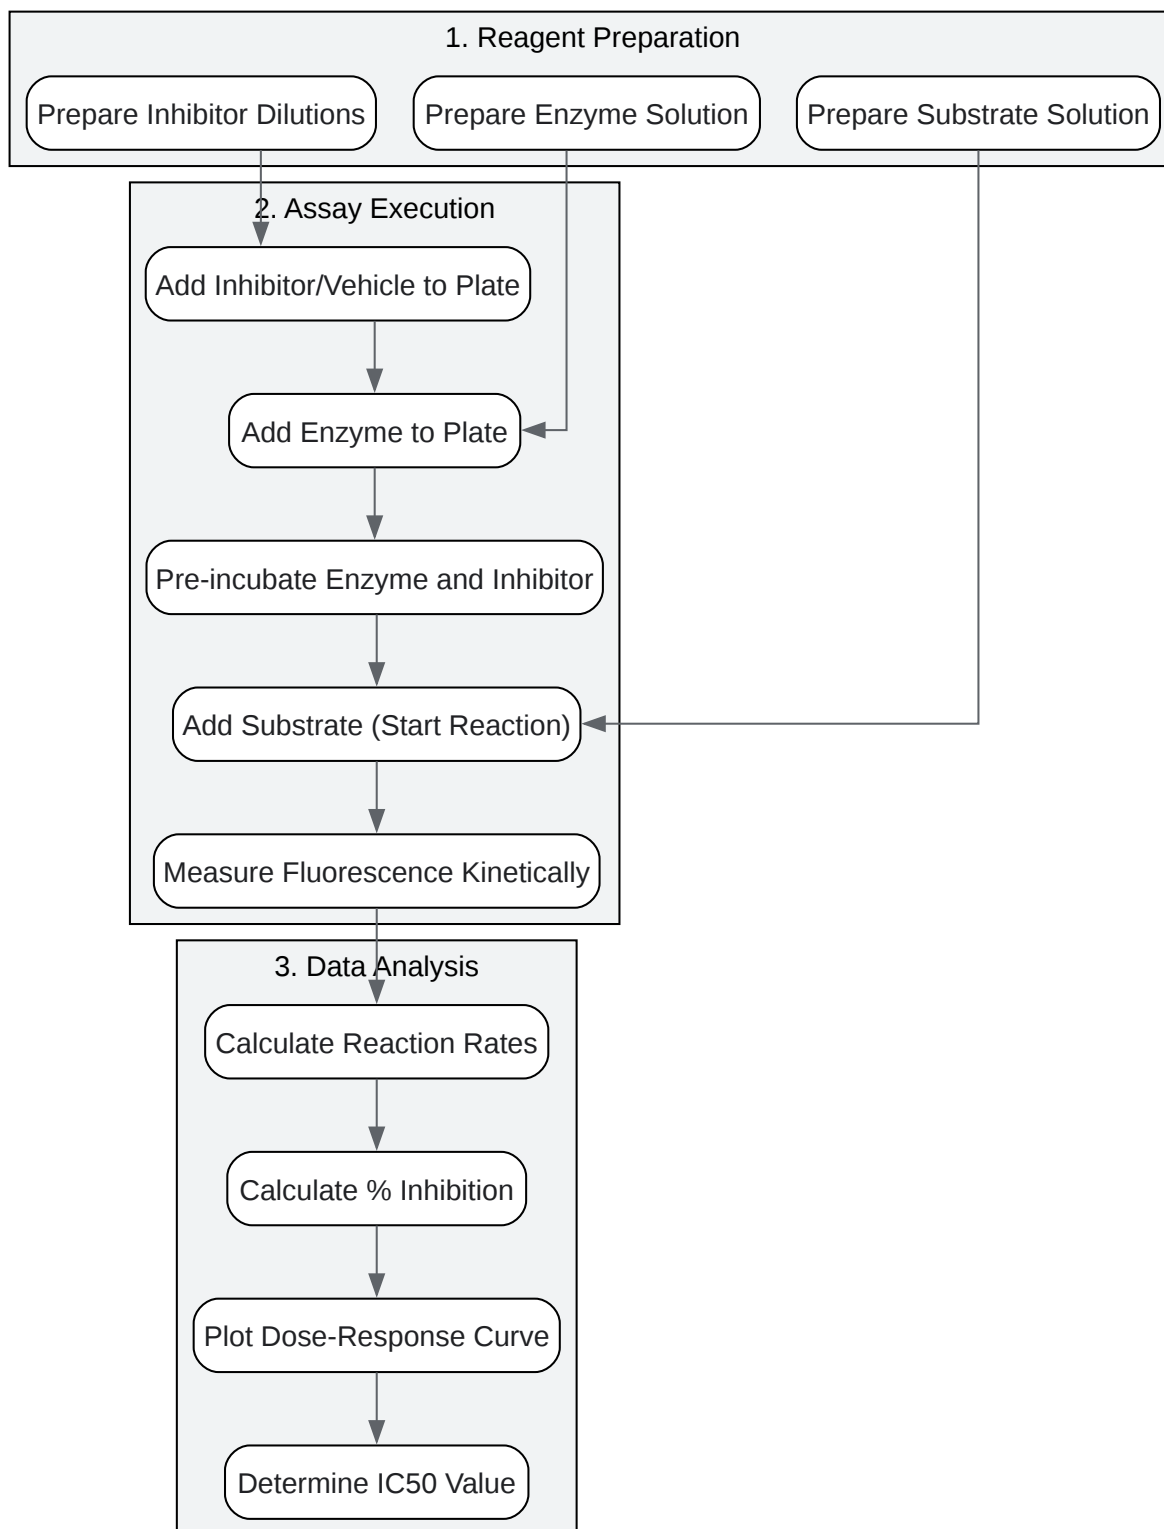 1. Reagent Preparation
Prepare Inhibitor Dilutions
Prepare Enzyme Solution
Prepare Substrate Solution
2. Assay Execution
Add Inhibitor/Vehicle to Plate
Add Enzyme to Plate
Pre-incubate Enzyme and Inhibitor
Add Substrate (Start Reaction)
Measure Fluorescence Kinetically
3. Data Analysis
Calculate Reaction Rates
Calculate % Inhibition
Plot Dose-Response Curve
Determine IC50 Value